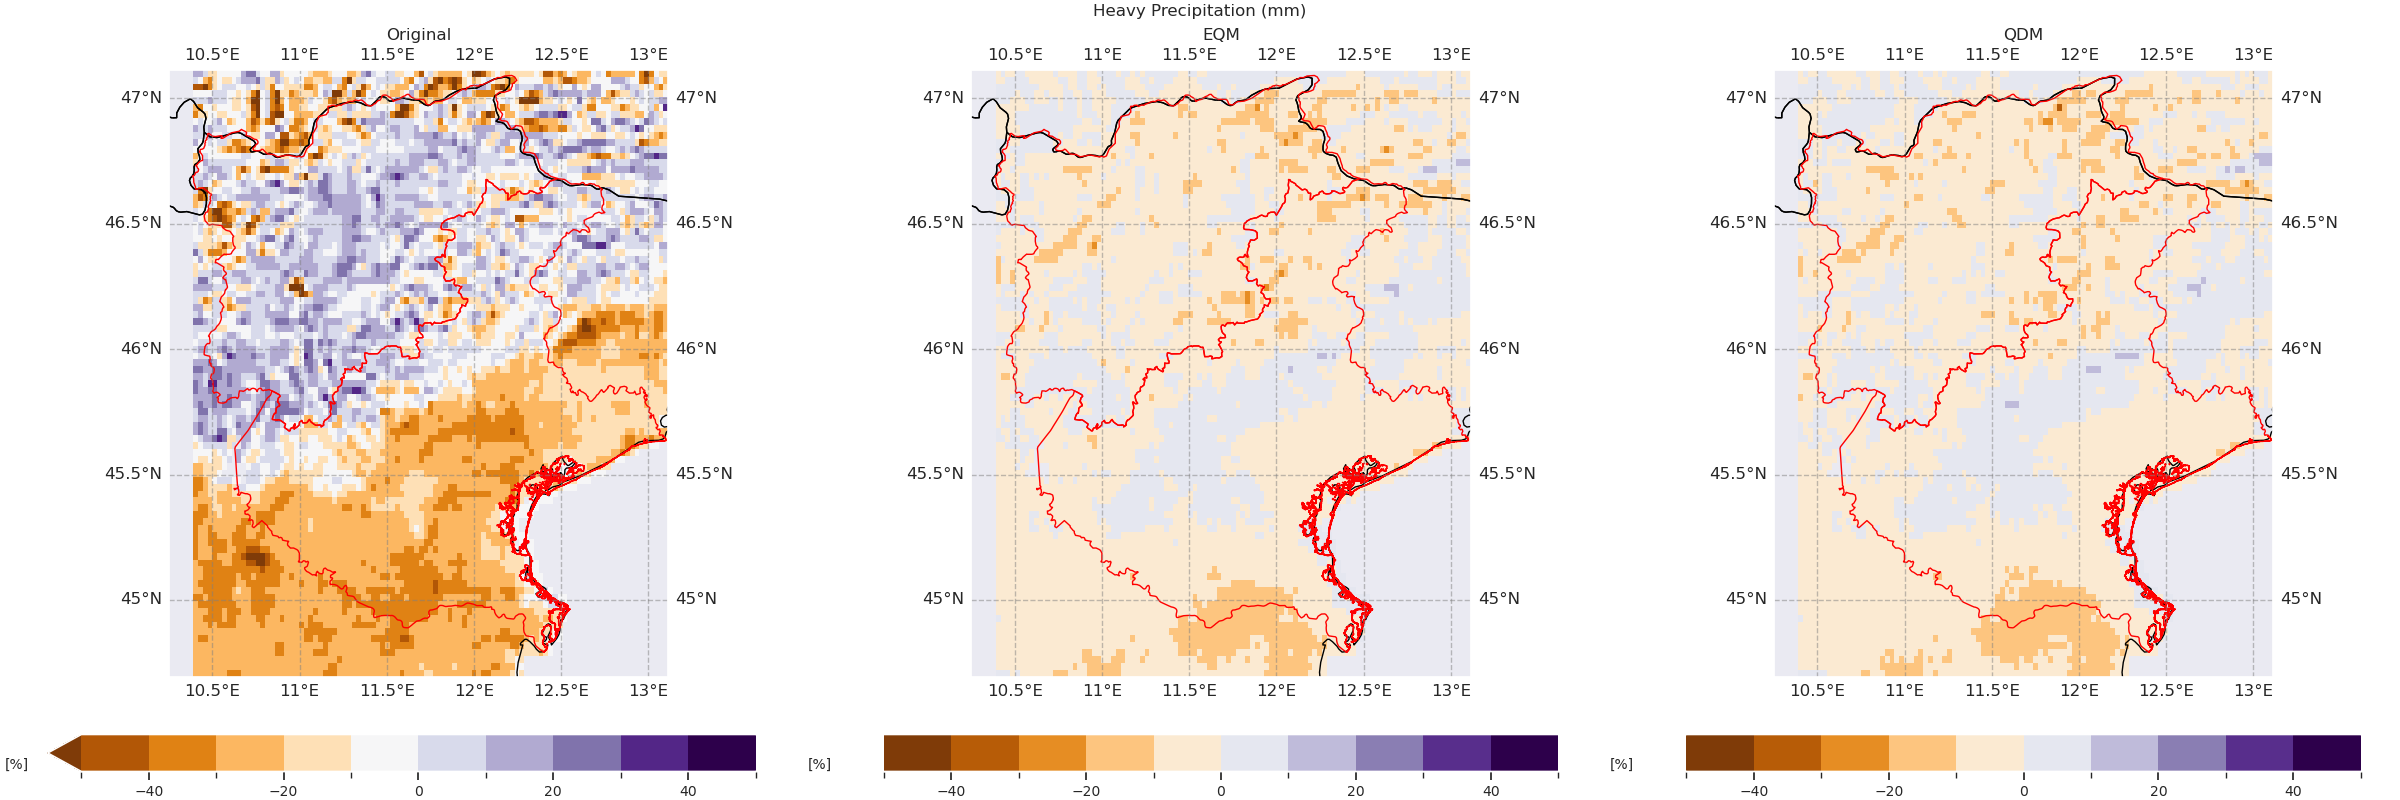 Heavy Precipitation (mm)
Original
EQM
QDM
10.5°E 11°E 11.5°E 12°E 12.5°E 13°E
10.5°E 11°E 11.5°E 12°E 12.5°E 13°E
10.5°E 11°E 11.5°E 12°E 12.5°E 13°E
47°N 47°N 47°N 47°N 47°N 47°N
46.5°N 46.5°N 46.5°N 46.5°N 46.5°N 46.5°N
46°N 46°N 46°N 46°N 46°N 46°N
45.5°N 45.5°N 45.5°N 45.5°N 45.5°N 45.5°N
45°N 45°N 45°N 45°N 45°N 45°N
10.5°E 11°E 11.5°E 12°E 12.5°E 13°E
10.5°E 11°E 11.5°E 12°E 12.5°E 13°E
10.5°E 11°E 11.5°E 12°E 12.5°E 13°E
[%]
−40 −20 0 20 40
[%]
−40 −20 0 20 40
[%]
−40 −20 0 20 40